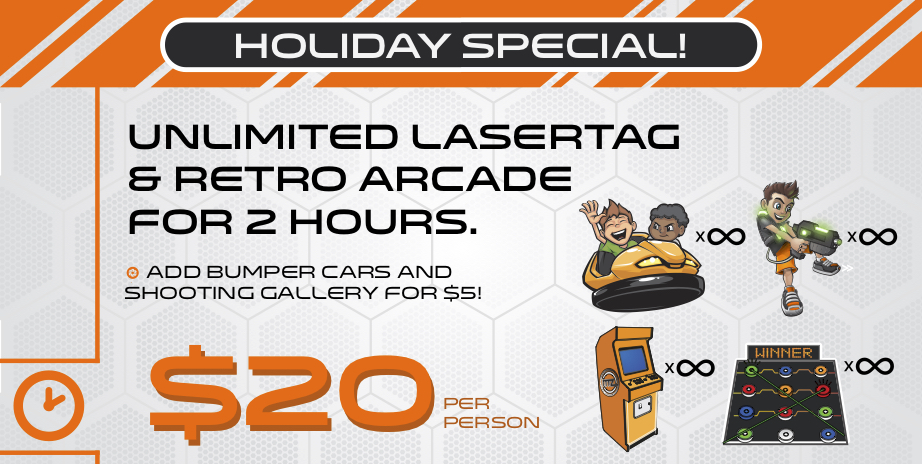 HOLIDAY SPECIAL!
UNLIMITED LASERTAG
& RETRO ARCADE
FOR 2 HOURS.
ADD BUMPER CARS AND
SHOOTING GALLERY FOR $5!
x∞
x∞
x∞
WINNER
x∞
$20
PER
PERSON